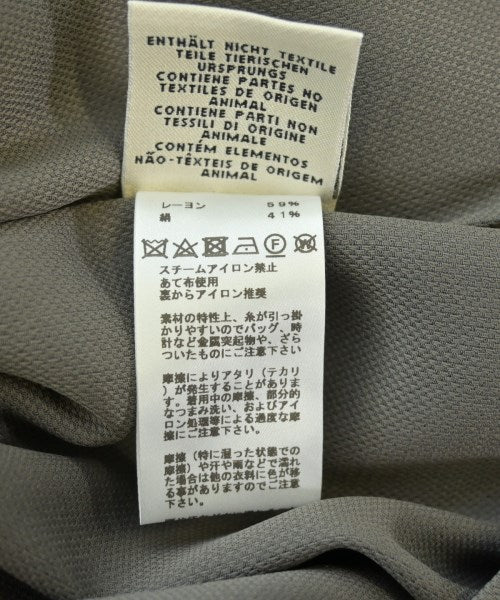 ENTHÄLT NICHT TEXTILE
TEILE TIERISCHEN
URSPRUNGS
CONTIENE PARTES NO
TEXTILES DE ORIGEN
ANIMAL
CONTIENE PARTI NON
TESSILI DI ORIGINE
ANIMALE
CONTÉM ELEMENTOS
NÃO-TÊXTEIS DE ORIGEM
ANIMAL
レーヨン 59%
絹 41%
F W
スチームアイロン禁止
あて布使用
裏からアイロン推奨
素材の特性上、糸が引っ掛
かりやすいのでバッグ、時
計など金属突起物や、ざら
ついたものにご注意下さい
摩擦によりアタリ(テカリ
)が発生することがありま
す。着用中の摩擦、部分的
なつまみ洗い、およびアイ
ロン処理等による過度な摩
擦にご注意下さい
摩擦(特に湿った状態での
摩擦)や汗や雨などで濡れ
た場合は他の衣料に色が移
る事がありますのでご注意